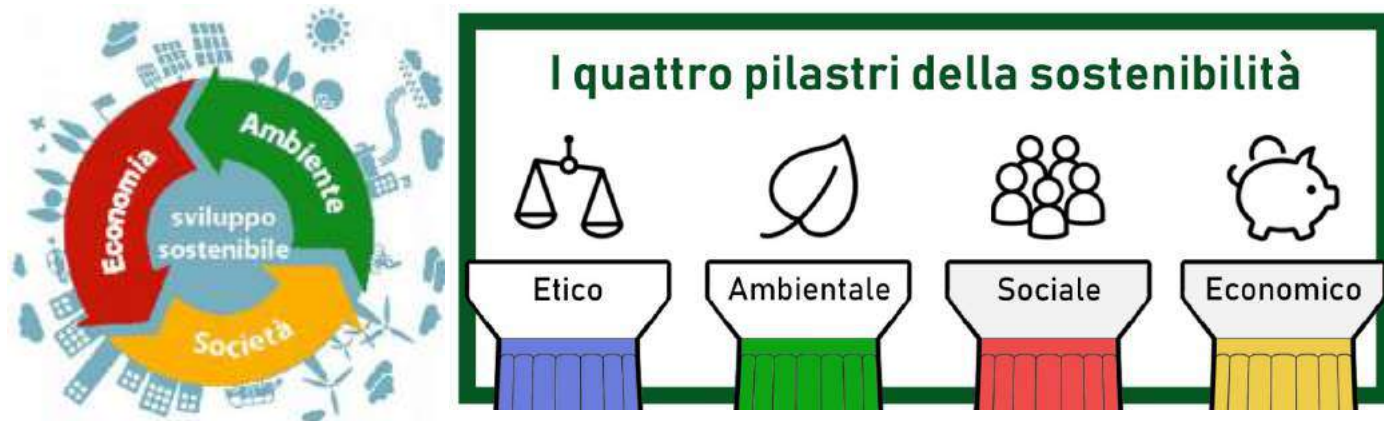 Economia
Ambiente
sviluppo
sostenibile
Società
I quattro pilastri della sostenibilità
Etico
Ambientale
Sociale
Economico